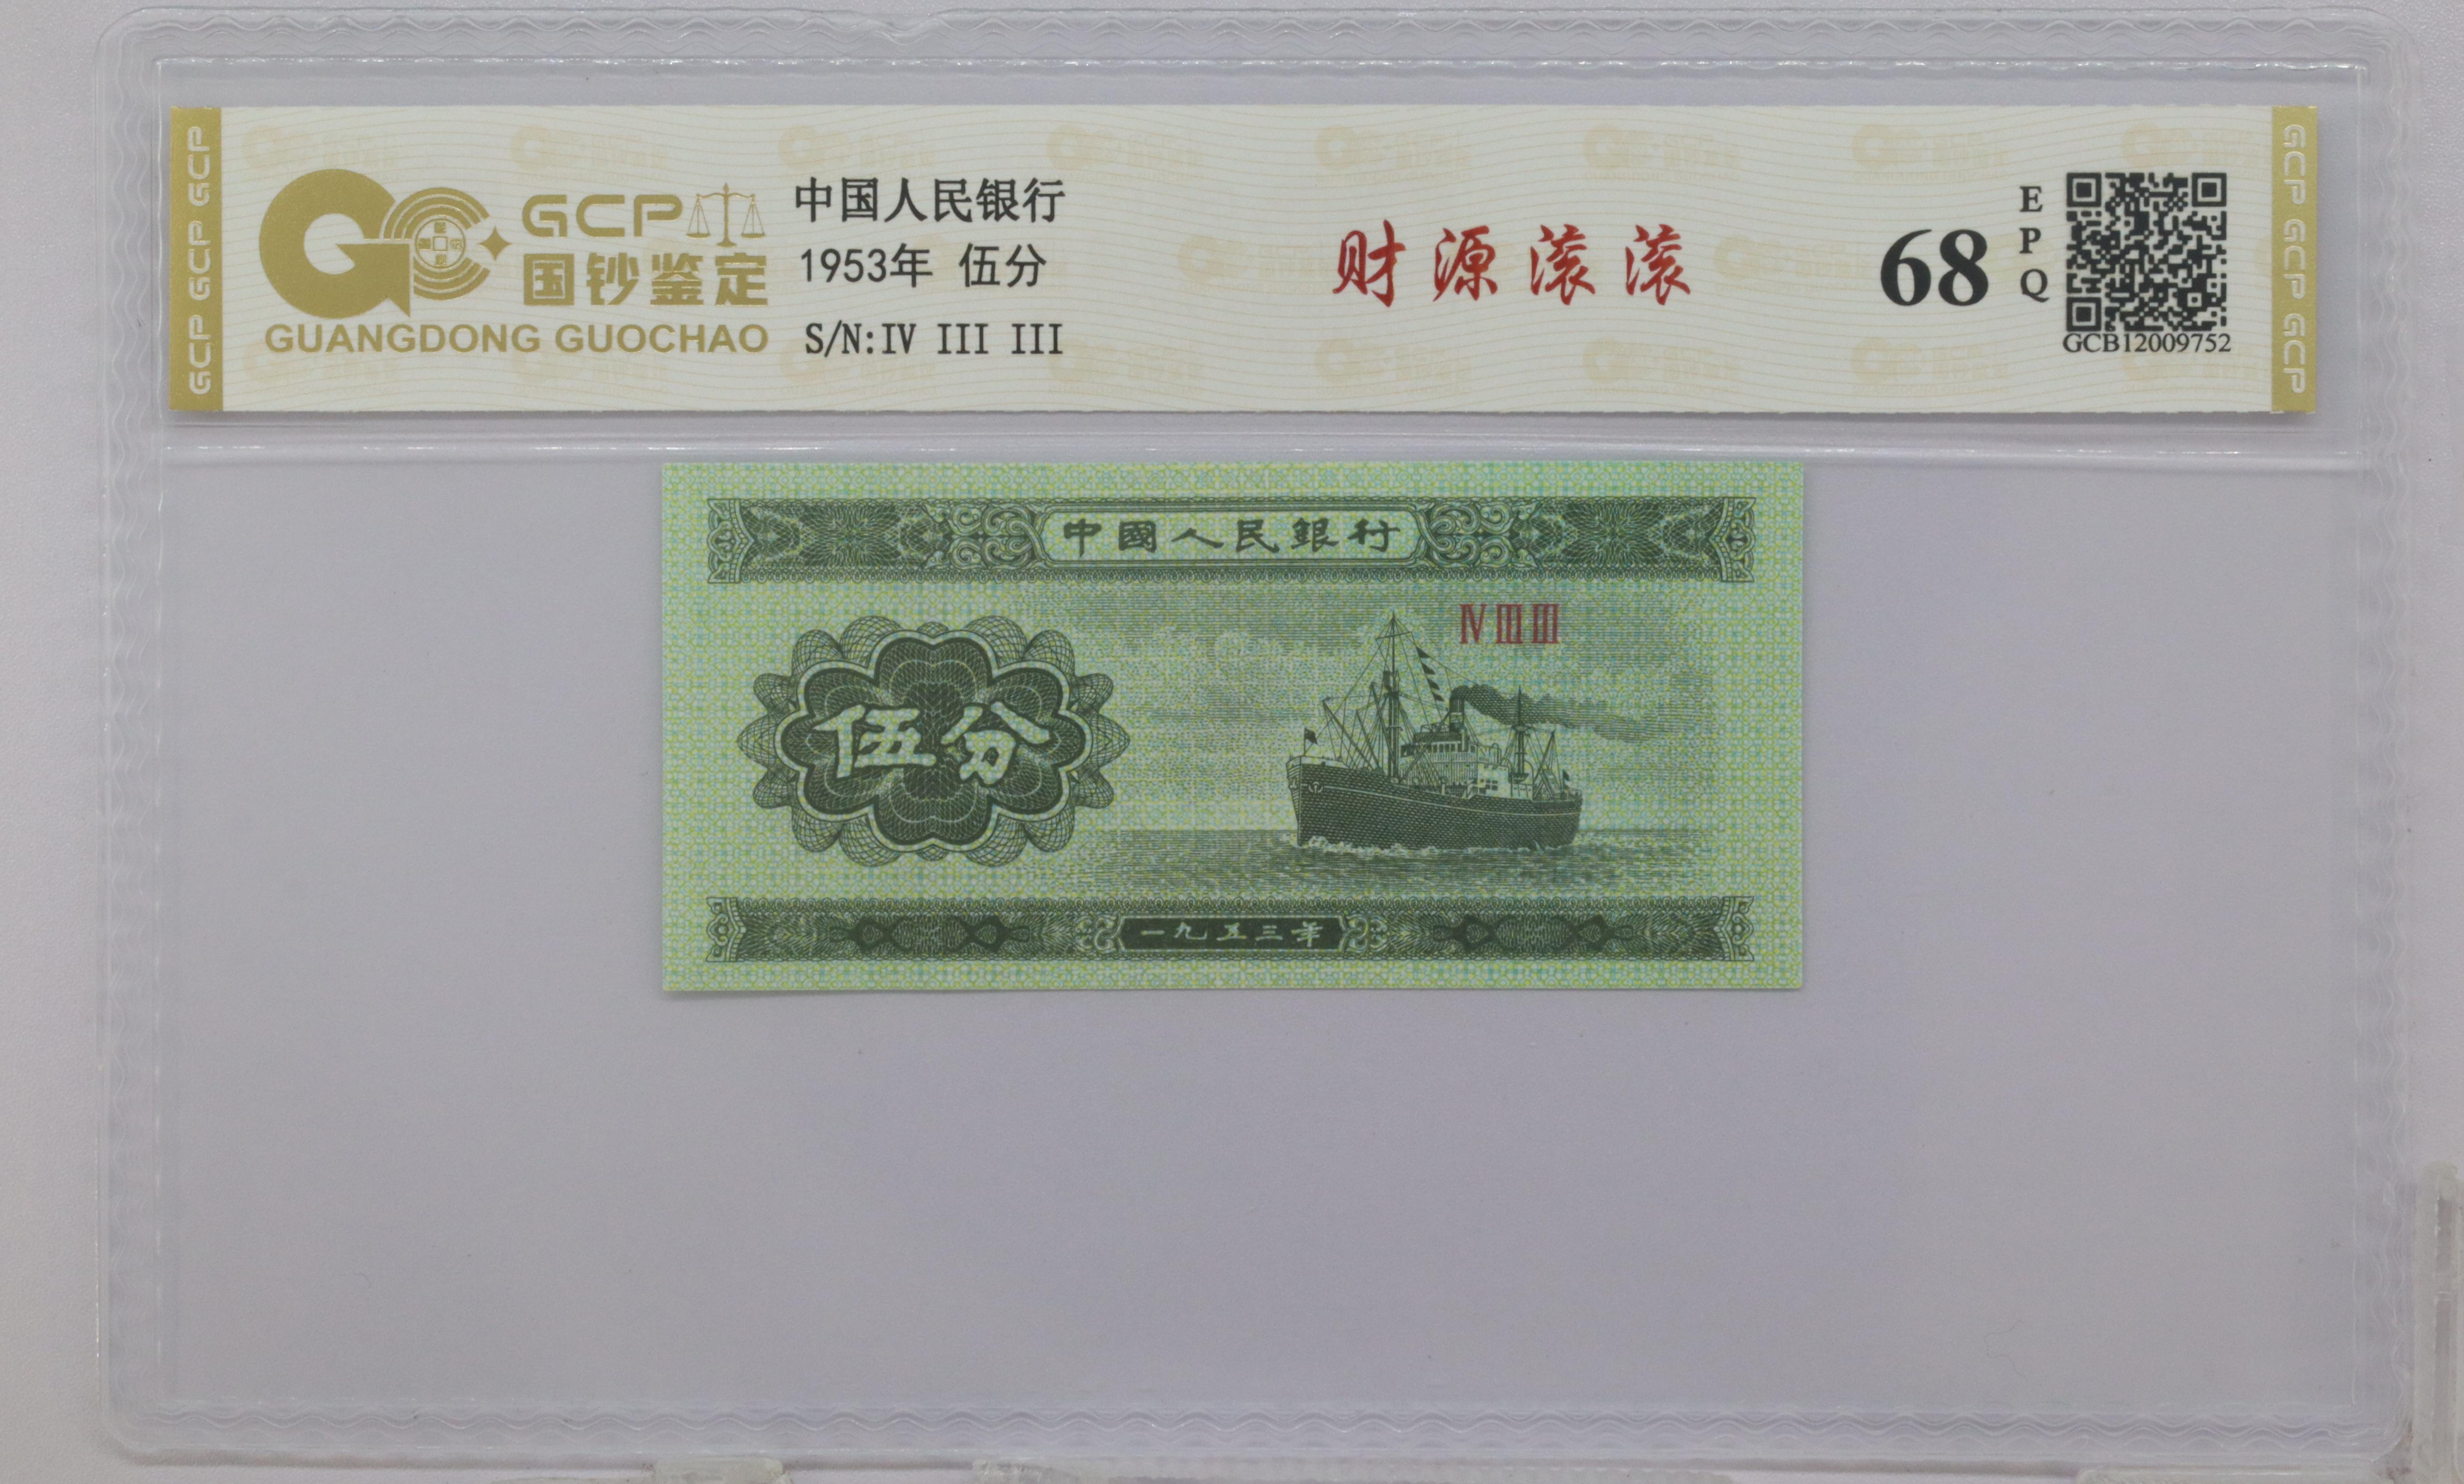 GCP GCP GCP
GCP
国钞鉴定
GUANGDONG GUOCHAO
中国人民银行
1953年 伍分
S/N:IV III III
财源滚滚
68
EPQ
GCB12009752
GCP GCP GCP
中國人民銀行
IV III III
伍分
一九五三年